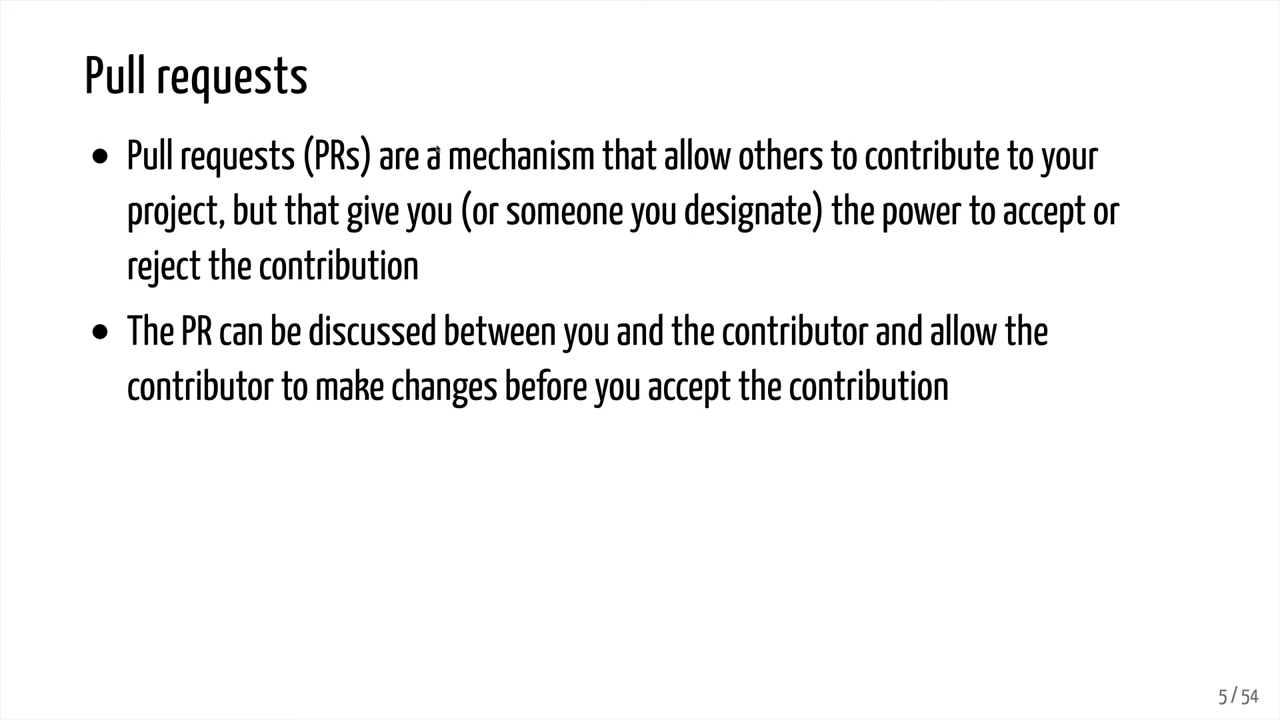 Pull requests
• Pull requests (PRs) are a mechanism that allow others to contribute to your
project, but that give you (or someone you designate) the power to accept or
reject the contribution
• The PR can be discussed between you and the contributor and allow the
contributor to make changes before you accept the contribution
5 / 54